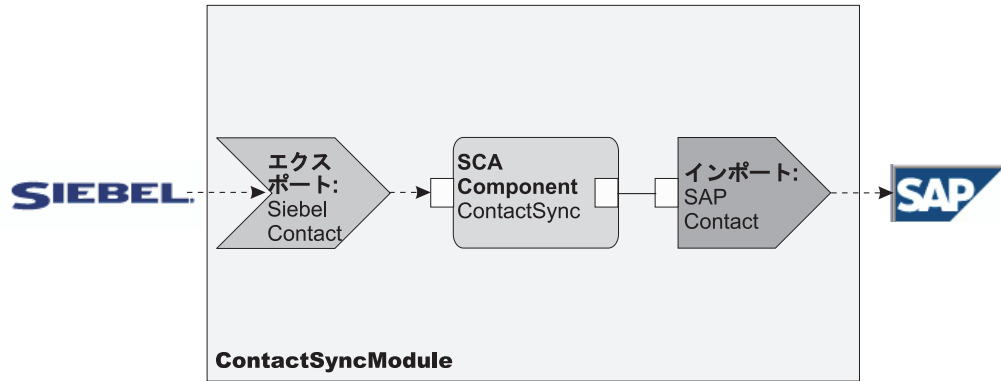 SIEBEL.
エクス
ポート:
Siebel
Contact
SCA
Component
ContactSync
インポート:
SAP
Contact
SAP
ContactSyncModule